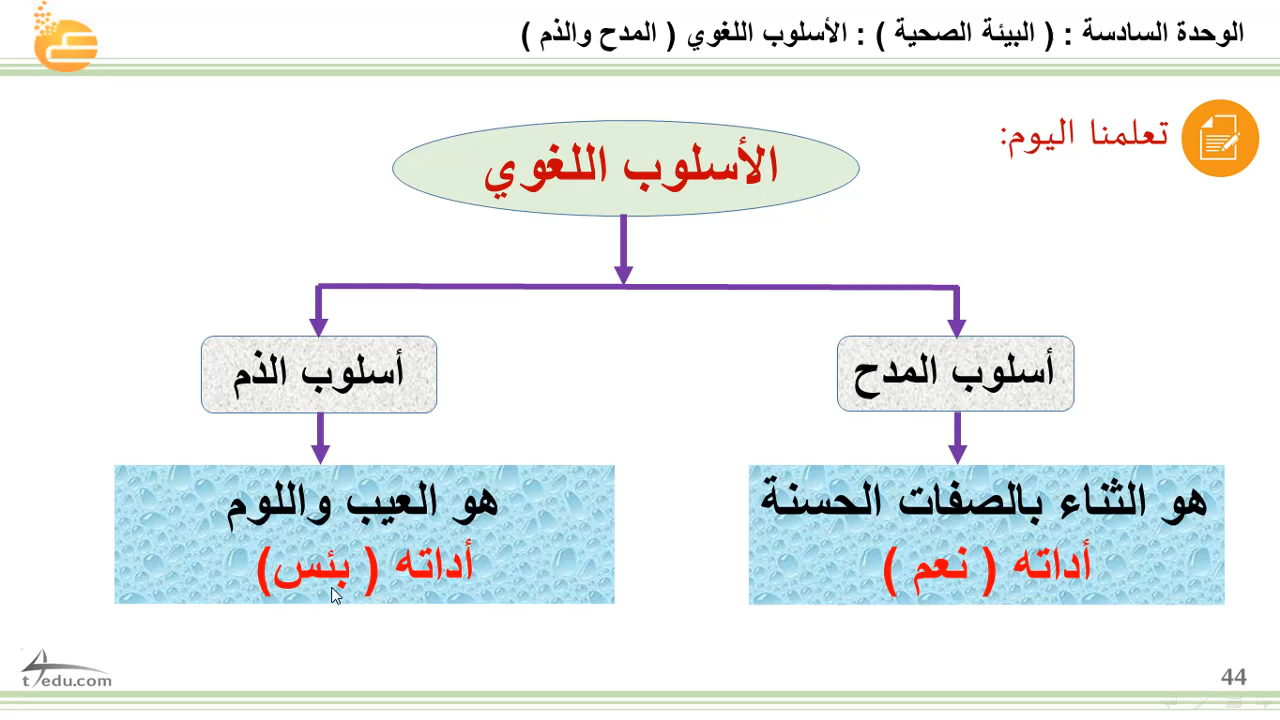 الوحدة السادسة : ( البيئة الصحية ) : الأسلوب اللغوي ( المدح والذم )
تعلمنا اليوم:
الأسلوب اللغوي
أسلوب المدح
أسلوب الذم
هو الثناء بالصفات الحسنة
أداته ( نعم )
هو العيب واللوم
أداته ( بئس)
t4edu.com
44